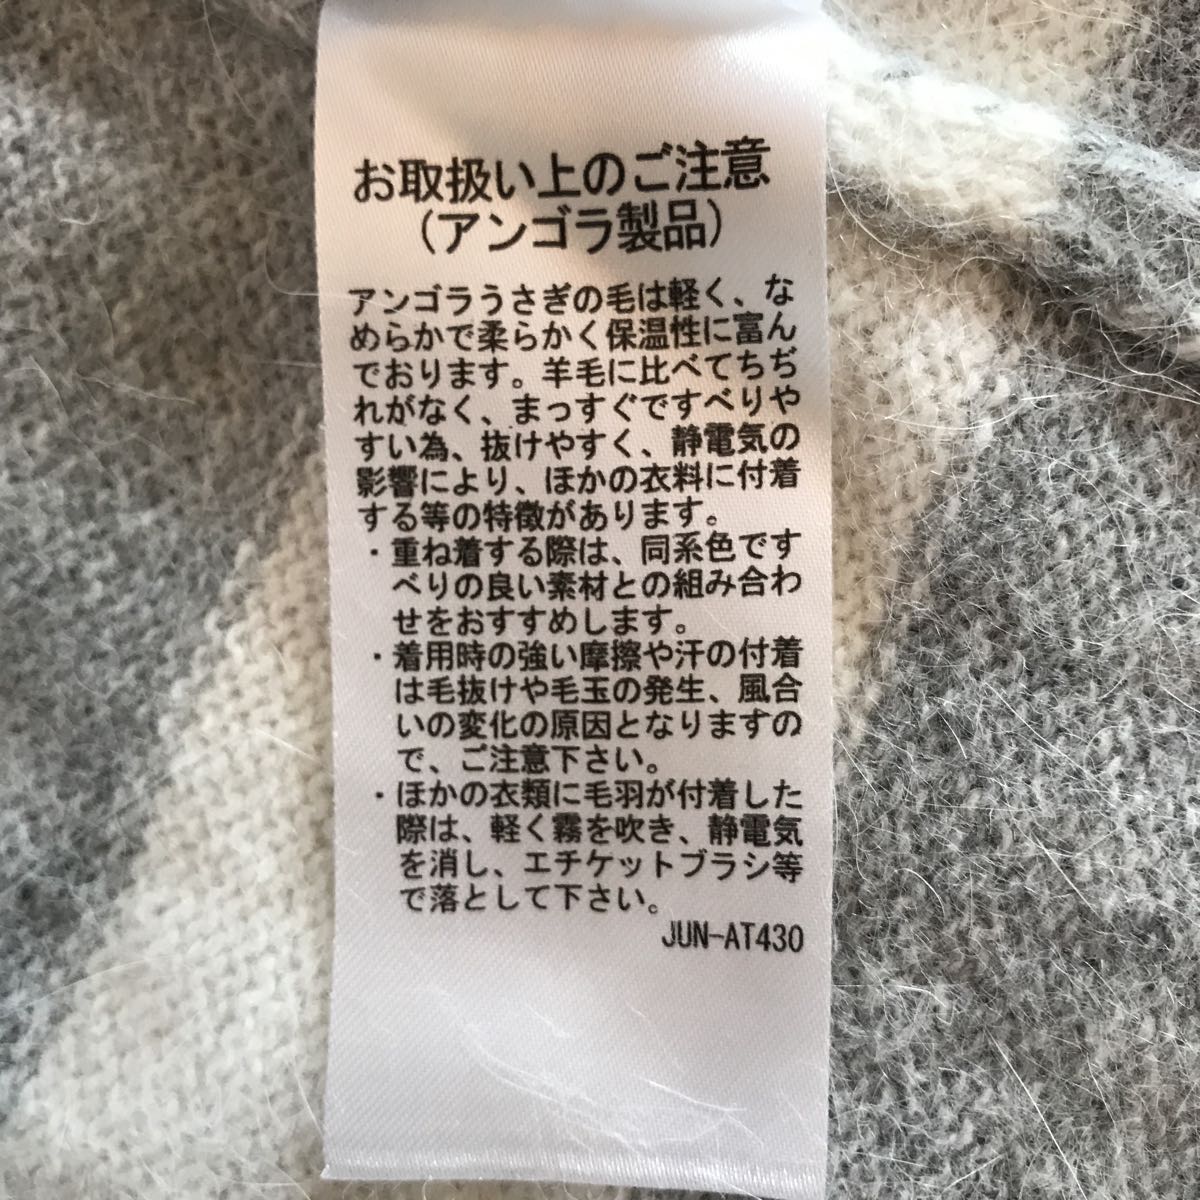 お取扱い上のご注意
(アンゴラ製品)
アンゴラうさぎの毛は軽く、な
めらかで柔らかく保温性に富ん
でおります。羊毛に比べてちぢ
れがなく、まっすぐですべりや
すい為、抜けやすく、静電気の
影響により、ほかの衣料に付着
する等の特徴があります。
・重ね着する際は、同系色です
べりの良い素材との組み合わ
せをおすすめします。
・着用時の強い摩擦や汗の付着
は毛抜けや毛玉の発生、風合
いの変化の原因となりますの
で、ご注意下さい。
・ほかの衣類に毛羽が付着した
際は、軽く霧を吹き、静電気
を消し、エチケットブラシ等
で落として下さい。
JUN-AT430